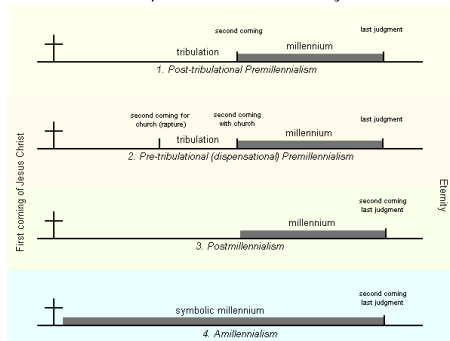 second coming
last judgment
tribulation
millennium
1. Post-tribulational Premillennialism
second coming for
church (rapture)
second coming
with church
last judgment
tribulation
millennium
2. Pre-tribulational (dispensational) Premillennialism
First coming of Jesus Christ
Eternity
second coming
last judgment
millennium
3. Postmillennialism
second coming
last judgment
symbolic millennium
4. Amillennialism